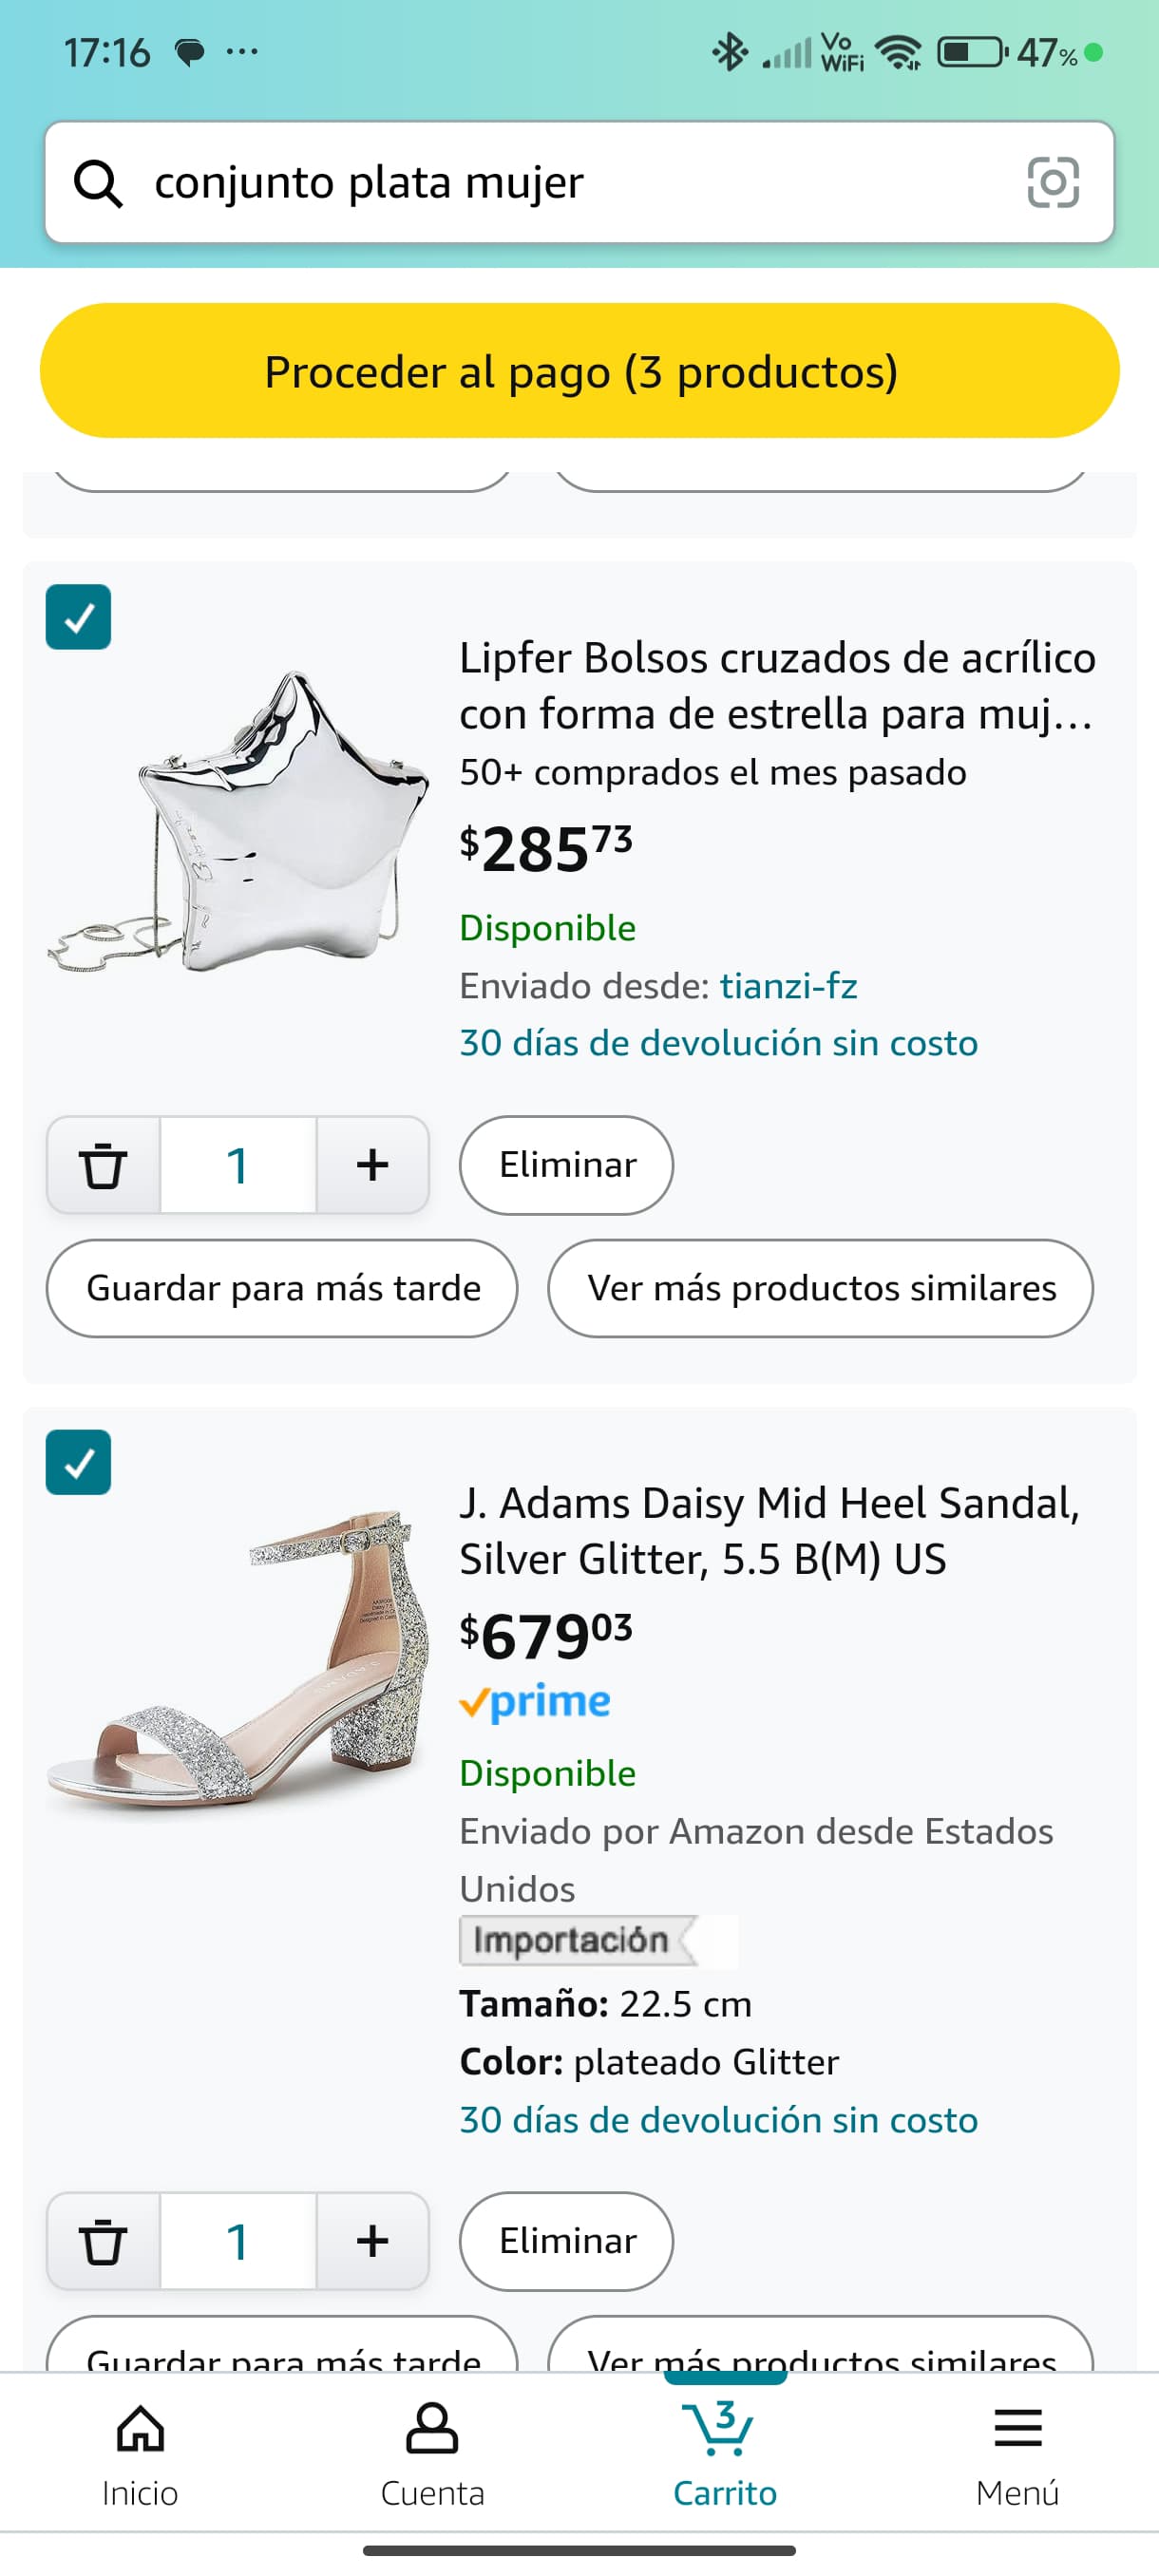 17:16
Vo
WiFi
47%
conjunto plata mujer
Proceder al pago (3 productos)
Lipfer Bolsos cruzados de acrílico
con forma de estrella para muj...
50+ comprados el mes pasado
$285 73
Disponible
Enviado desde: tianzi-fz
30 días de devolución sin costo
1
+
Eliminar
Guardar para más tarde
Ver más productos similares
J. Adams Daisy Mid Heel Sandal,
Silver Glitter, 5.5 B(M) US
$679 03
prime
Disponible
Enviado por Amazon desde Estados
Unidos
Importación
Tamaño: 22.5 cm
Color: plateado Glitter
30 días de devolución sin costo
1
+
Eliminar
Guardar para más tarde
Ver más productos similares
3
Inicio
Cuenta
Carrito
Menú